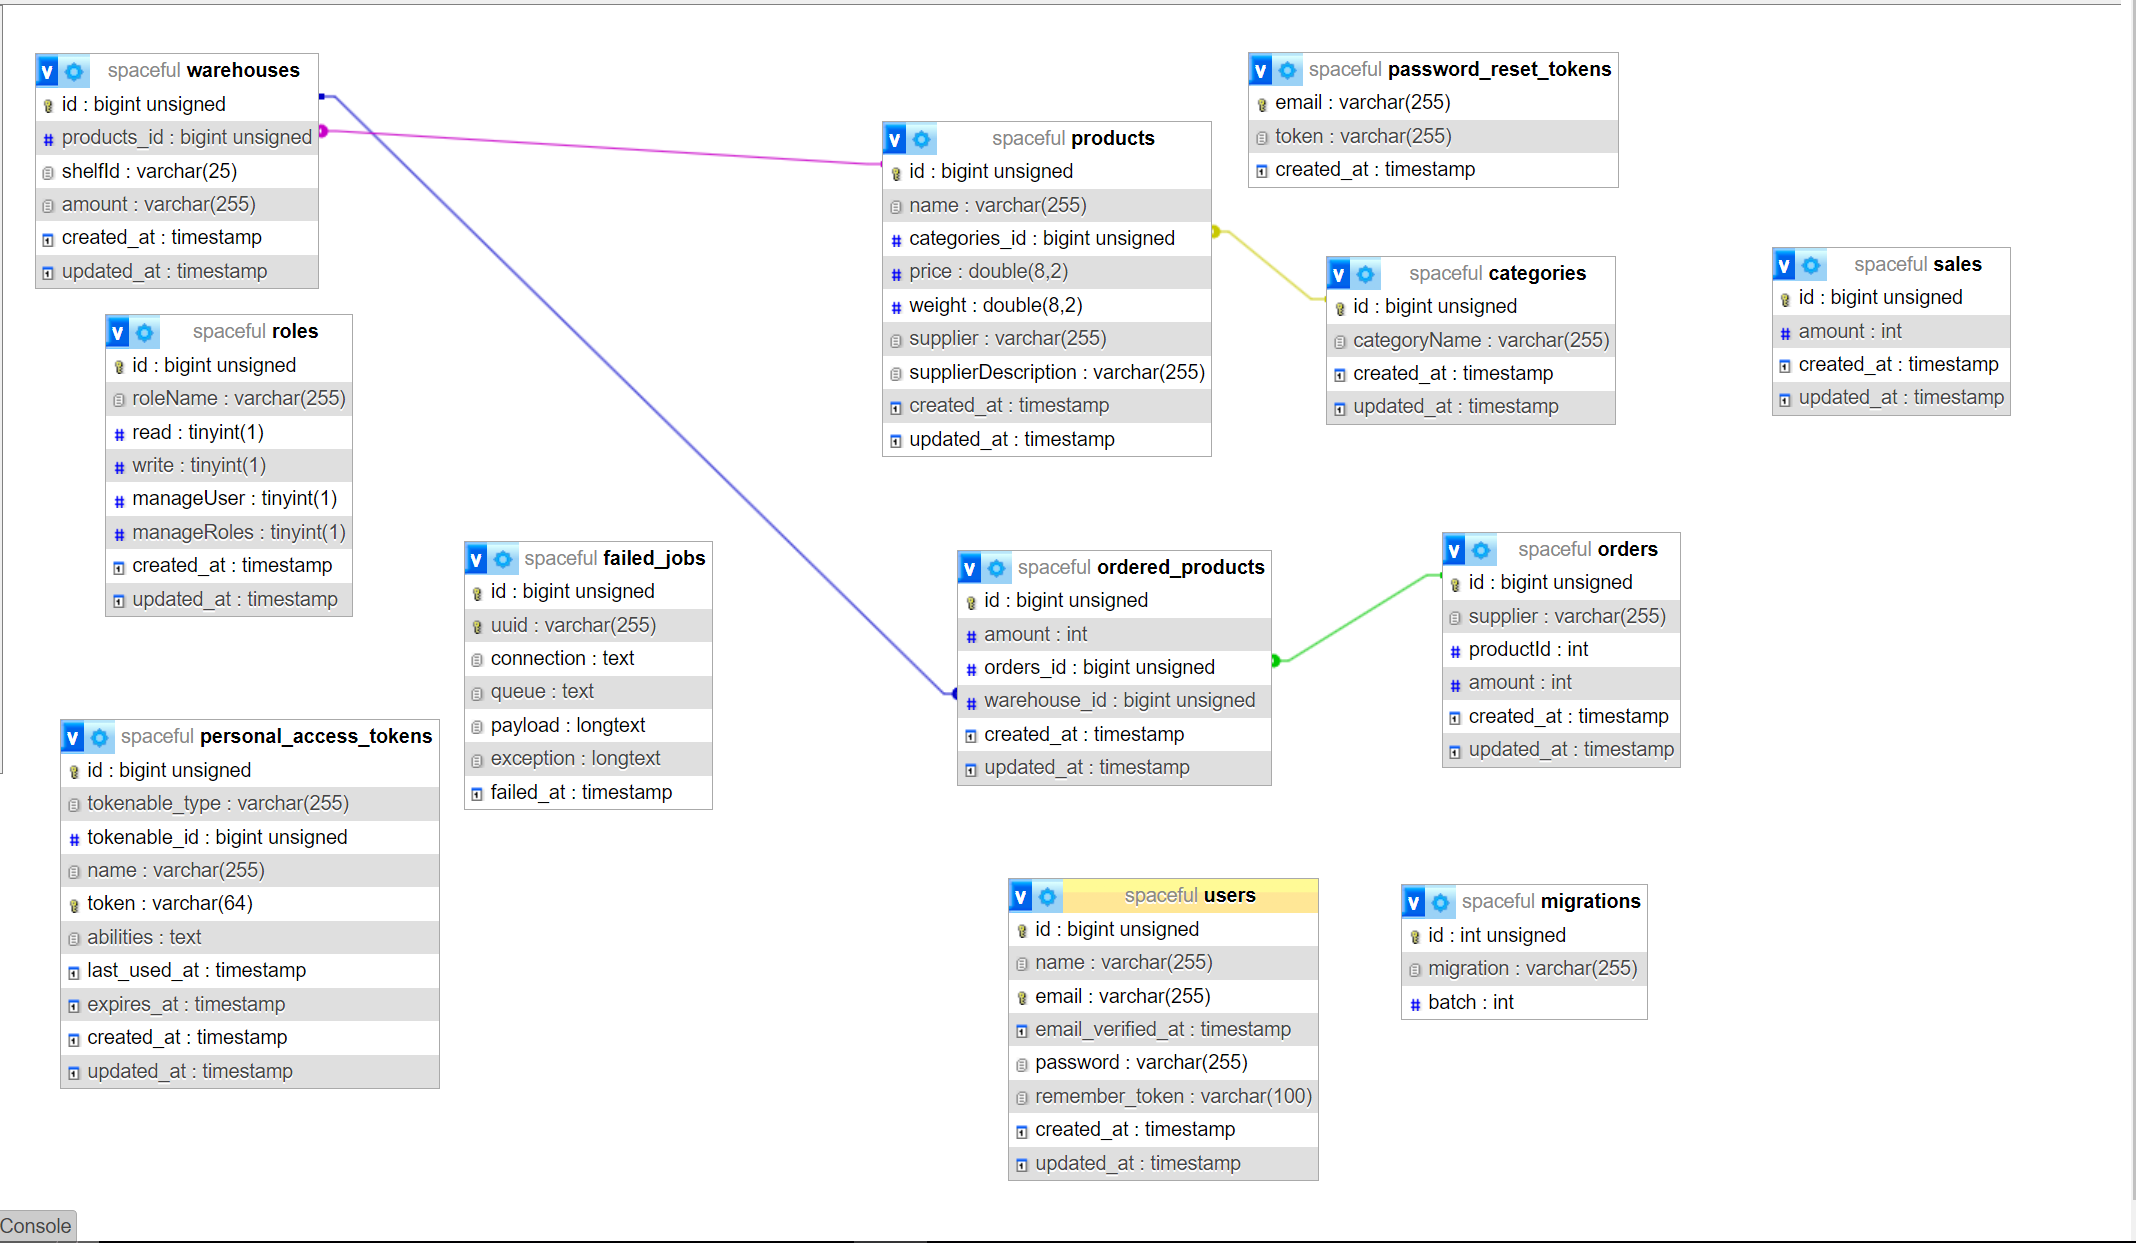 spaceful warehouses
id : bigint unsigned
products_id : bigint unsigned
shelfId : varchar(25)
amount : varchar(255)
created_at : timestamp
updated_at : timestamp
spaceful roles
id : bigint unsigned
roleName : varchar(255)
read : tinyint(1)
write : tinyint(1)
manageUser : tinyint(1)
manageRoles : tinyint(1)
created_at : timestamp
updated_at : timestamp
spaceful personal_access_tokens
id : bigint unsigned
tokenable_type : varchar(255)
tokenable_id : bigint unsigned
name : varchar(255)
token : varchar(64)
abilities : text
last_used_at : timestamp
expires_at : timestamp
created_at : timestamp
updated_at : timestamp
spaceful failed_jobs
id : bigint unsigned
uuid : varchar(255)
connection : text
queue : text
payload : longtext
exception : longtext
failed_at : timestamp
spaceful products
id : bigint unsigned
name : varchar(255)
categories_id : bigint unsigned
price : double(8,2)
weight : double(8,2)
supplier : varchar(255)
supplierDescription : varchar(255)
created_at : timestamp
updated_at : timestamp
spaceful password_reset_tokens
email : varchar(255)
token : varchar(255)
created_at : timestamp
spaceful categories
id : bigint unsigned
categoryName : varchar(255)
created_at : timestamp
updated_at : timestamp
spaceful sales
id : bigint unsigned
amount : int
created_at : timestamp
updated_at : timestamp
spaceful ordered_products
id : bigint unsigned
amount : int
orders_id : bigint unsigned
warehouse_id : bigint unsigned
created_at : timestamp
updated_at : timestamp
spaceful orders
id : bigint unsigned
supplier : varchar(255)
productId : int
amount : int
created_at : timestamp
updated_at : timestamp
spaceful users
id : bigint unsigned
name : varchar(255)
email : varchar(255)
email_verified_at : timestamp
password : varchar(255)
remember_token : varchar(100)
created_at : timestamp
updated_at : timestamp
spaceful migrations
id : int unsigned
migration : varchar(255)
batch : int
Console